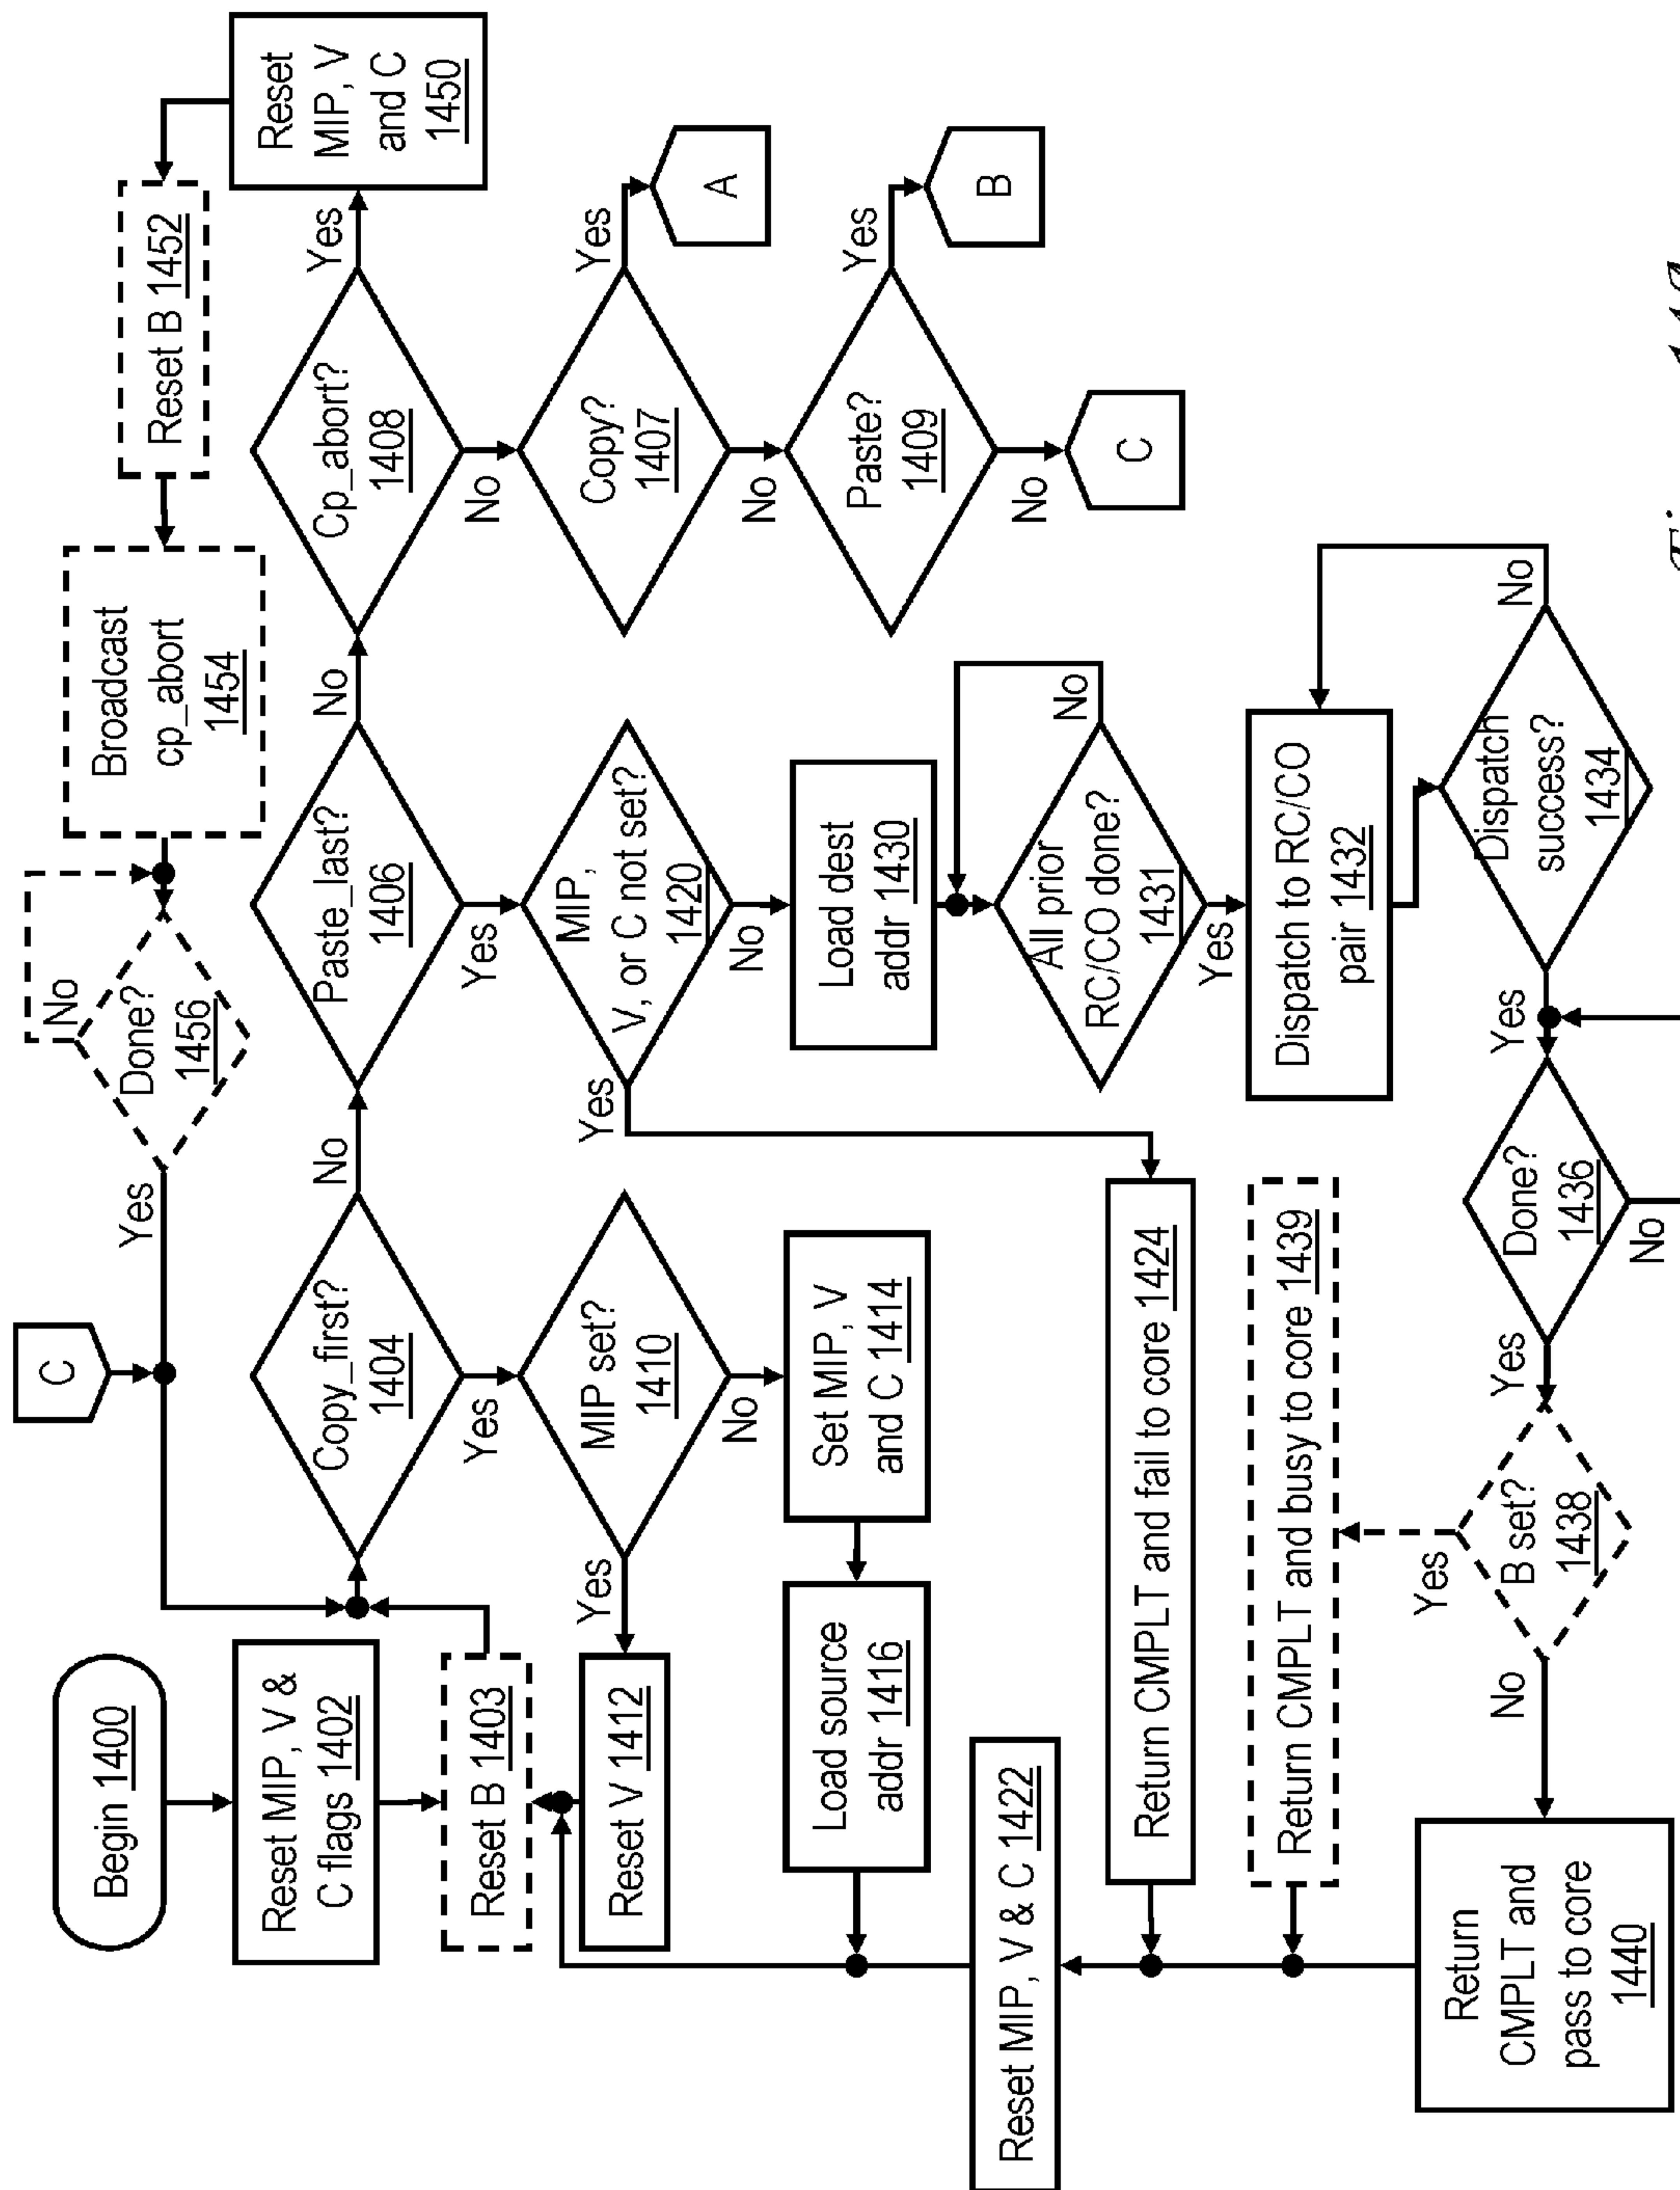 Begin 1400
Reset MIP, V &
C flags 1402
Reset B 1403
C
Copy_first?
1404
No
Yes
Paste_last?
1406
No
Yes
Cp_abort?
1408
Yes
No
Reset
MIP, V
and C
1450
Reset B 1452
Broadcast
cp_abort
1454
Done?
1456
No
Yes
MIP set?
1410
Yes
No
Reset V 1412
Set MIP, V
and C 1414
Load source
addr 1416
MIP,
V, or C not set?
1420
Yes
No
Copy?
1407
Yes
No
A
Paste?
1409
Yes
No
B
C
Reset MIP, V & C 1422
Return CMPLT and fail to core 1424
Load dest
addr 1430
All prior
RC/CO done?
1431
No
Yes
Dispatch to RC/CO
pair 1432
Dispatch
success?
1434
No
Yes
Done?
1436
Yes
No
B set?
1438
Yes
No
Return CMPLT and busy to core 1439
Return
CMPLT and
pass to core
1440